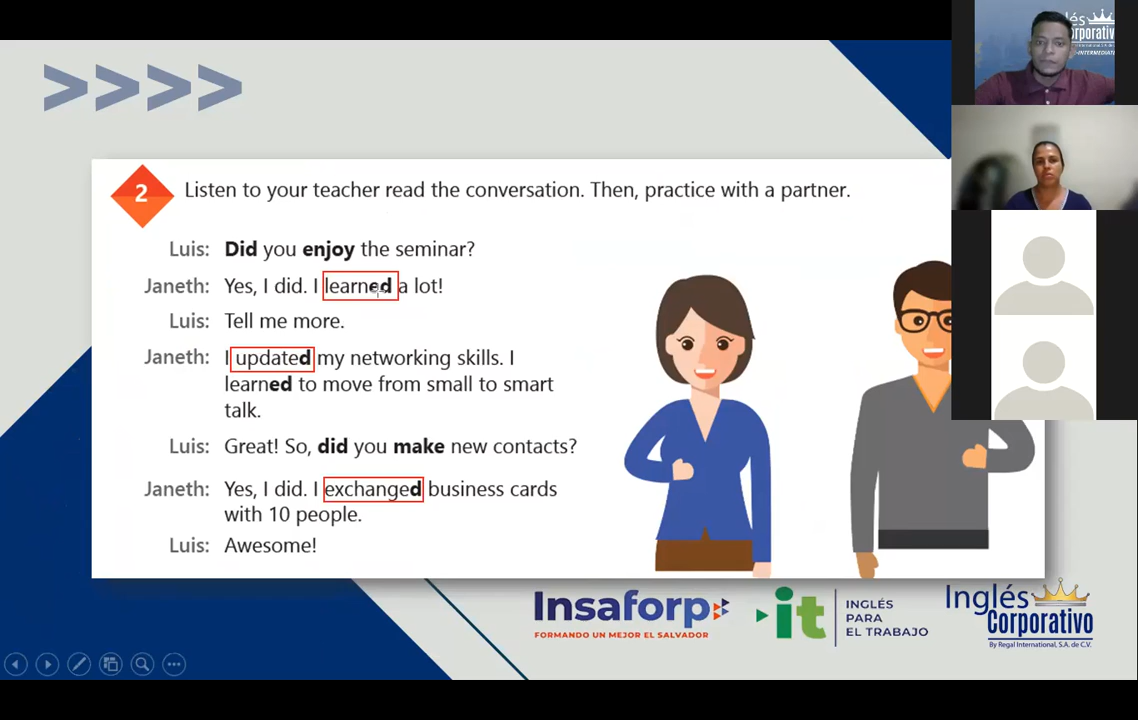 >>>>
2 Listen to your teacher read the conversation. Then, practice with a partner.
Luis: Did you enjoy the seminar?
Janeth: Yes, I did. I learned a lot!
Luis: Tell me more.
Janeth: I updated my networking skills. I
learned to move from small to smart
talk.
Luis: Great! So, did you make new contacts?
Janeth: Yes, I did. I exchanged business cards
with 10 people.
Luis: Awesome!
Insaforp
FORMANDO UN MEJOR EL SALVADOR
it
INGLÉS
PARA
EL TRABAJO
Inglés
Corporativo
By Regal International, S.A. de C.V.